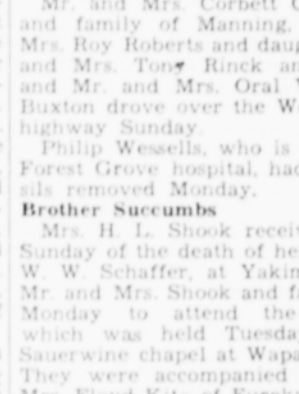 Mr. and Mrs. Corbett
and family of Manning,
Mrs. Roy Roberts and daug
and Mrs. Tony Rinck an
and Mr. and Mrs. Oral
Buxton drove over the W
highway Sunday.
Philip Wessells, who is
Forest Grove hospital, had
sils removed Monday.
Brother Succumbs
Mrs. H. L. Shook recei
Sunday of the death of he
W. W. Schaffer, at Yakim
Mr. and Mrs. Shook and fa
Monday to attend the
which was held Tuesda
Sauerwine chapel at Wapa
They were accompanied